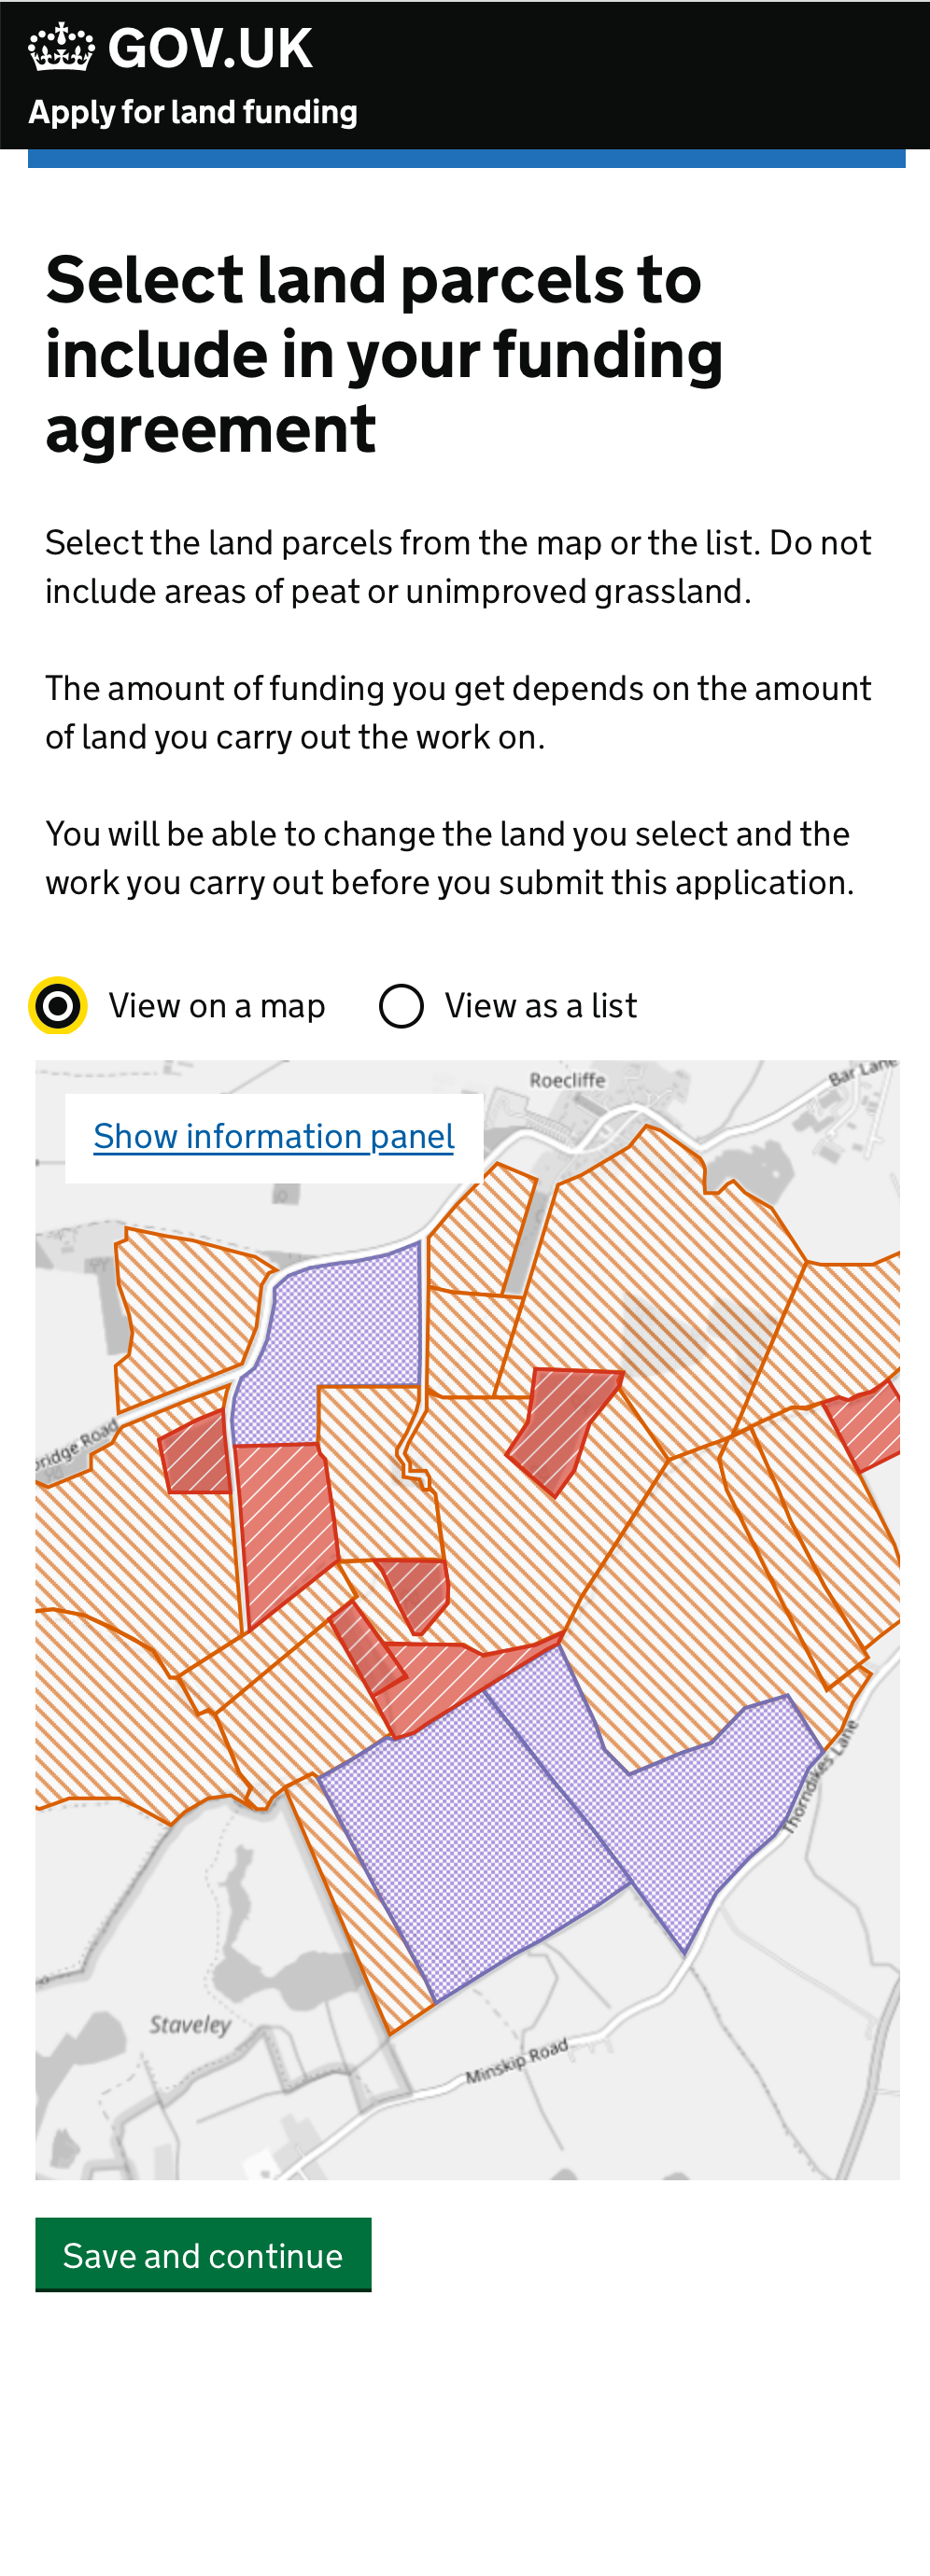 GOV.UK
Apply for land funding
Select land parcels to
include in your funding
agreement
Select the land parcels from the map or the list. Do not
include areas of peat or unimproved grassland.
The amount of funding you get depends on the amount
of land you carry out the work on.
You will be able to change the land you select and the
work you carry out before you submit this application.
View on a map View as a list
Roecliffe
Bar Lane
Show information panel
bridge Road
Thorndikes Lane
Staveley
Minskip Road
Save and continue